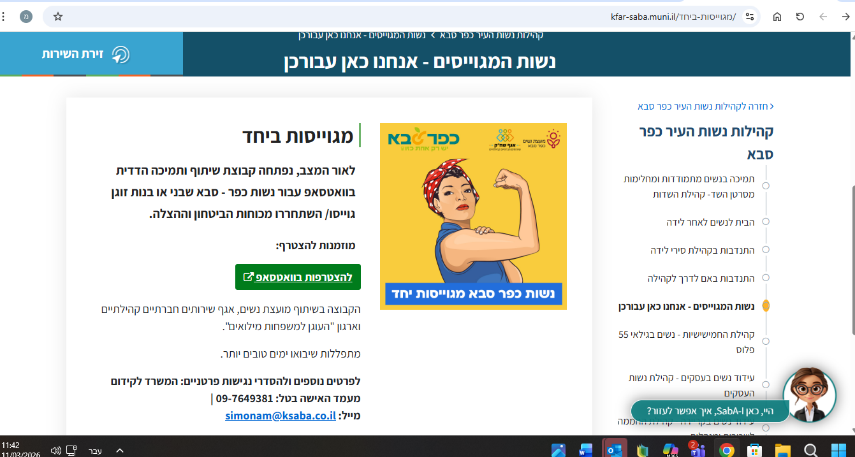 kfar-saba.muni.il/מגוייסות-ביחד/
קהילות נשות העיר כפר סבא
נשות המגוייסים - אנחנו כאן עבורכן
נשות המגוייסים - אנחנו כאן עבורכן
זירת השירות
חזרה לקהילות נשות העיר כפר סבא
קהילות נשות העיר כפר
סבא
תמיכה בנשים מתמודדות ומחלימות
מסרטן השד- קהילת השדות
הבית לנשים לאחר לידה
התנדבות בקהילת סירי לידה
התנדבות באם לדרך לקהילה
נשות המגוייסים - אנחנו כאן עבורכן
קהילת החמישיות - נשים בגילאי 55
פלוס
עידוד נשים בעסקים - קהילת נשות
העסקים
היי, כאן SabA-I, איך אפשר לעזור?
מועצת נשים
כפר סבא
כפר סבא
נשות כפר סבא מגוייסות יחד
מגוייסות ביחד
לאור המצב, נפתחה קבוצת שיתוף ותמיכה הדדית
בוואטסאפ עבור נשות כפר - סבא שבני או בנות זוגן
גוייסו/ השתחררו מכוחות הביטחון וההצלה.
מוזמנות להצטרף:
להצטרפות בוואטסאפ
הקבוצה בשיתוף מועצת נשים, אגף שירותים חברתיים קהילתיים
וארגון "העוגן למשפחות מילואים".
מתפללות שיבואו ימים טובים יותר.
לפרטים נוספים ולהסדרי נגישות פרטניים: המשרד לקידום
מעמד האישה בטל: 09-7649381 |
מייל: simonam@ksaba.co.il
11:42
11/03/2026
עבר
2